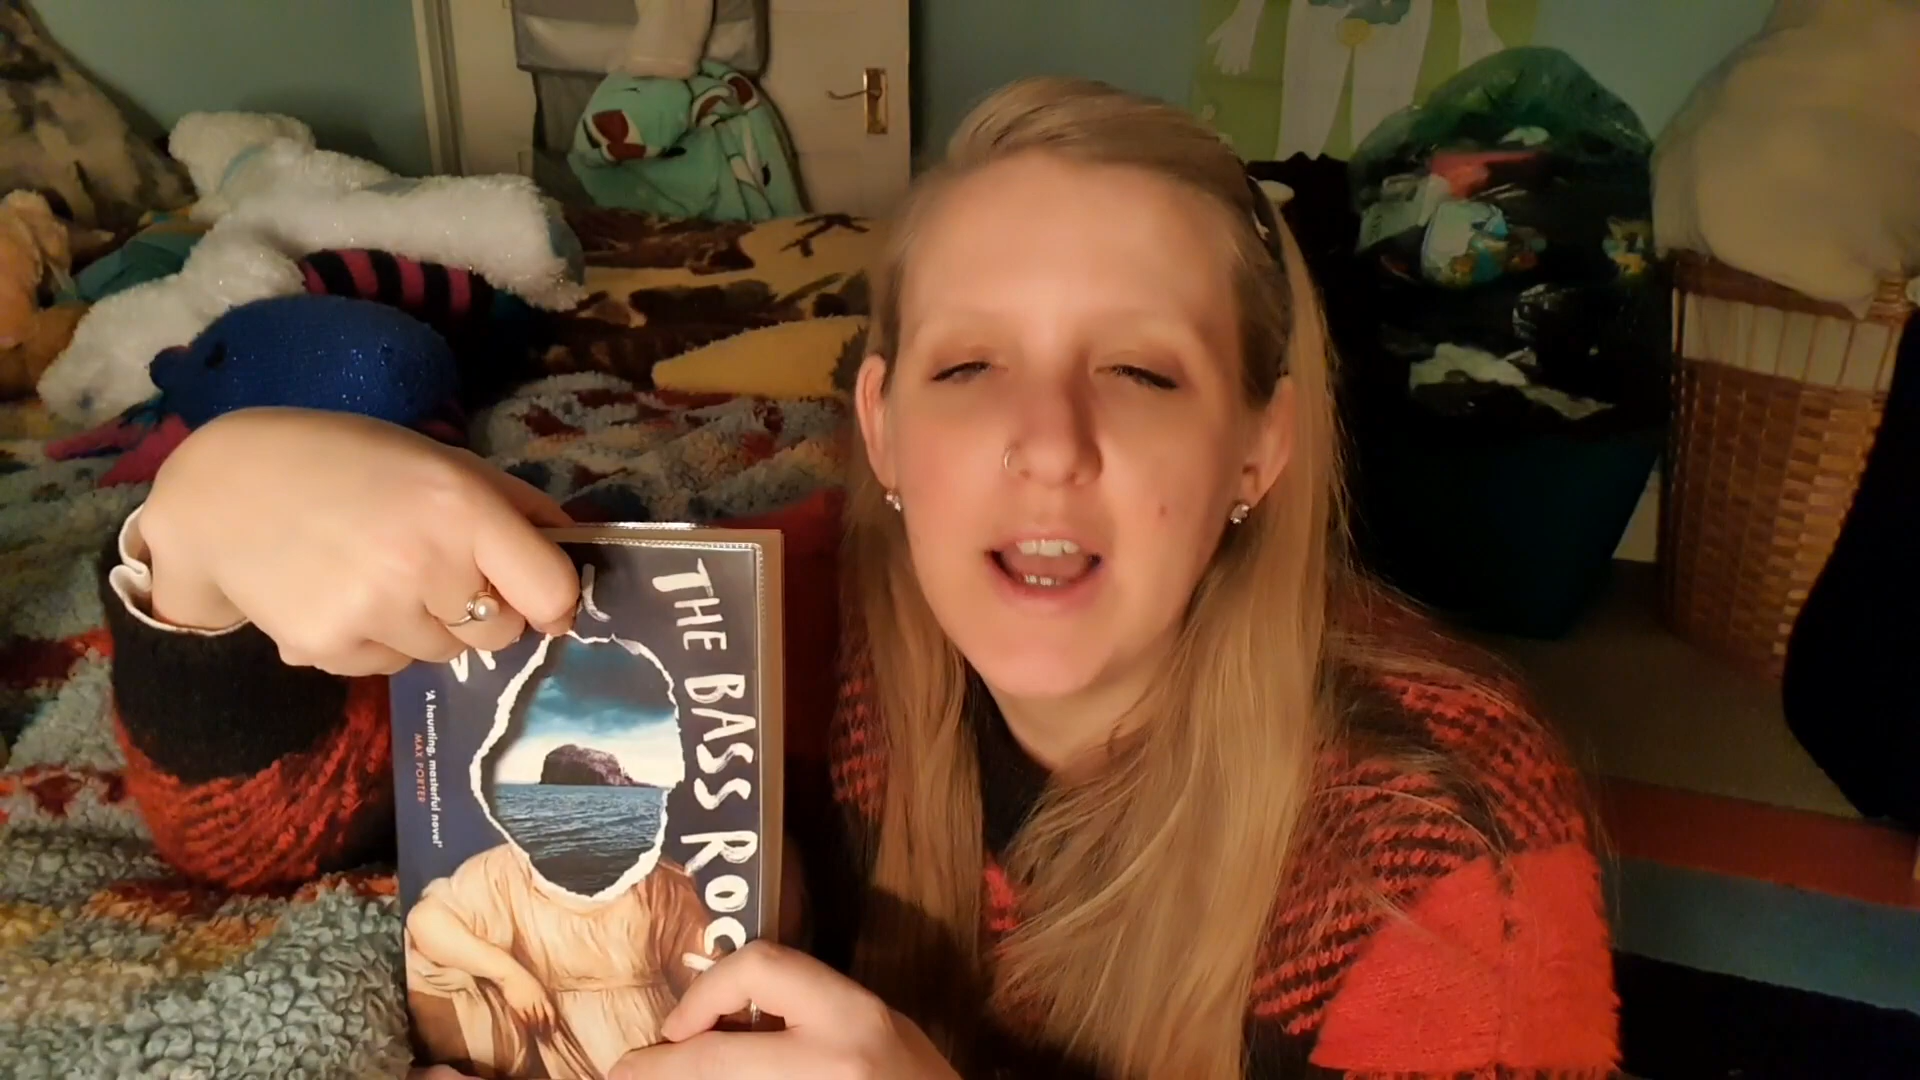 THE BASS ROC
'A haunting, masterful novel'
MAX PORTER